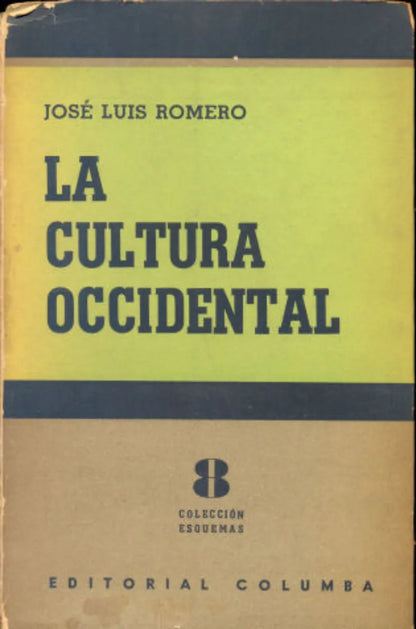 JOSÉ LUIS ROMERO
LA
CULTURA
OCCIDENTAL
8
COLECCIÓN
ESQUEMAS
EDITORIAL COLUMBA